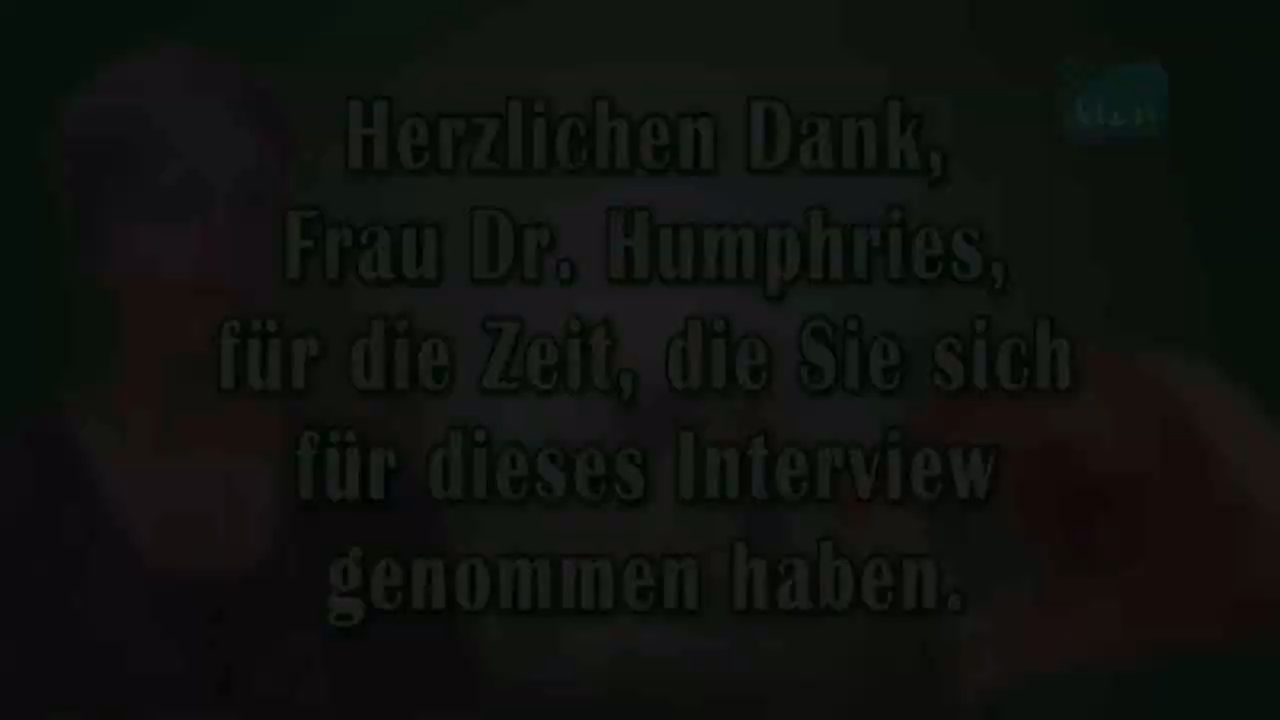 Herzlichen Dank,
Frau Dr. Humphries,
für die Zeit, die Sie sich
für dieses Interview
genommen haben.